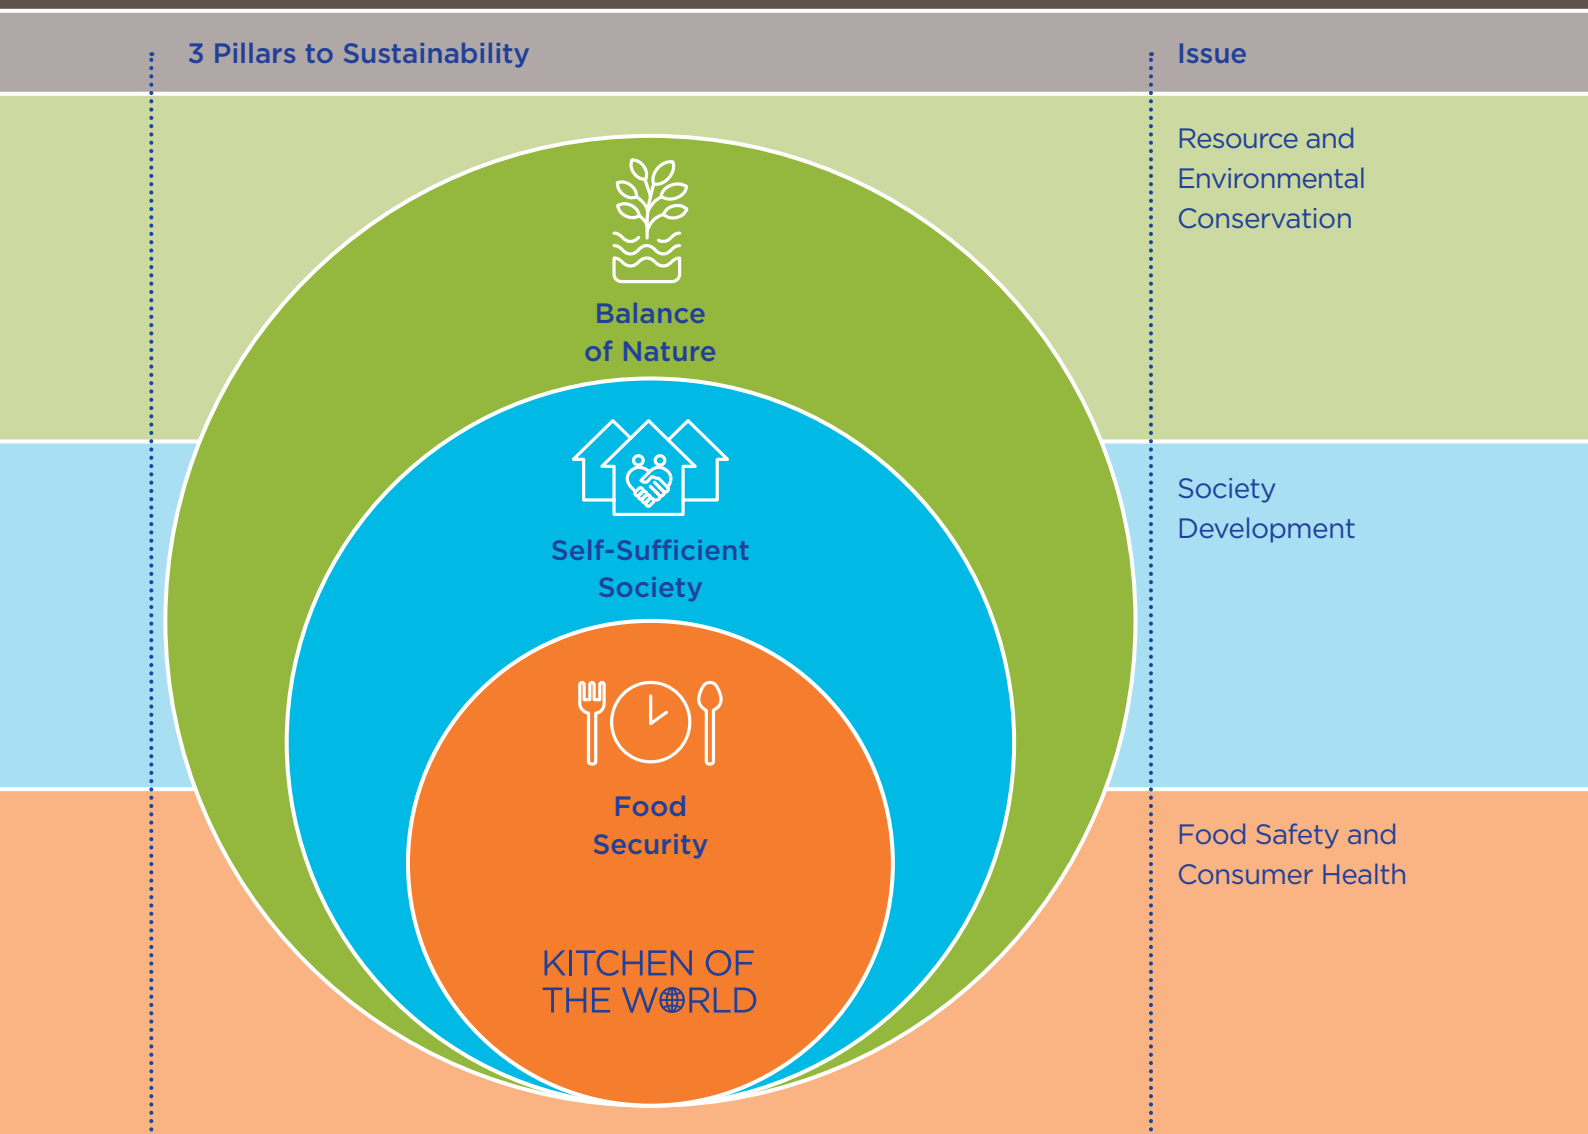 3 Pillars to Sustainability
Issue
Balance
of Nature
Resource and
Environmental
Conservation
Self-Sufficient
Society
Society
Development
Food
Security
KITCHEN OF
THE WORLD
Food Safety and
Consumer Health